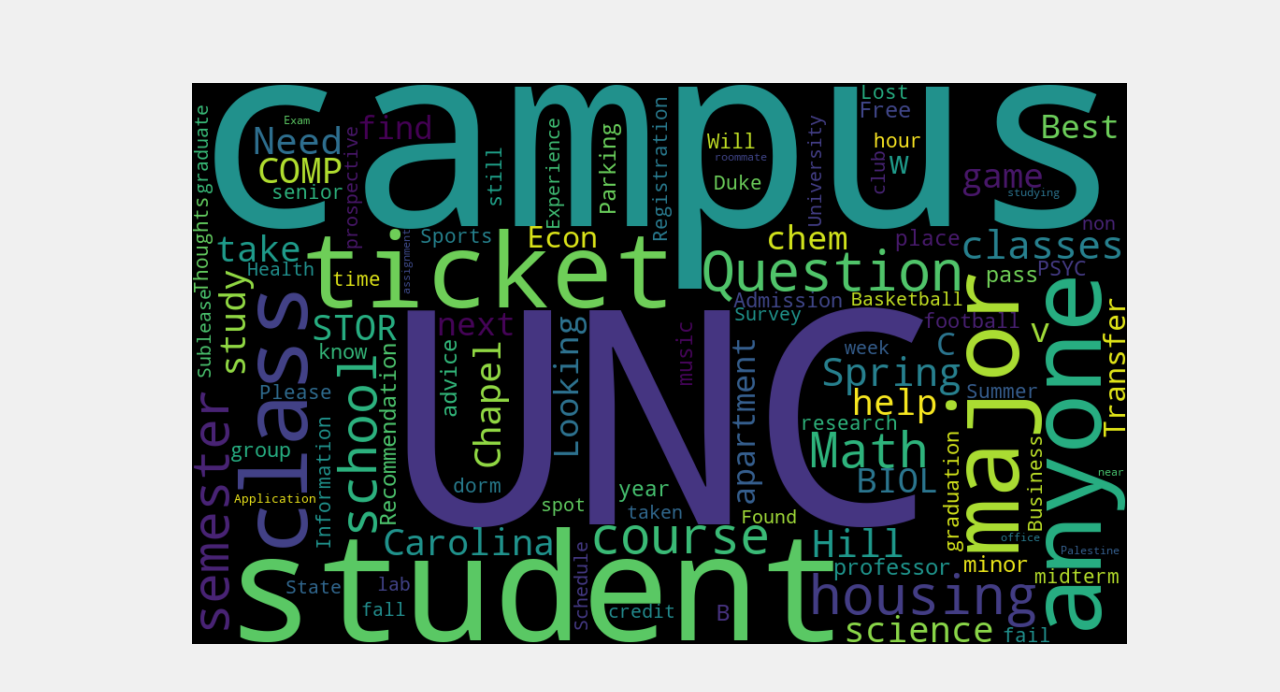 campus
Lost
Free
Best
Exam
find
Need
COMP
senior
prospective
graduate
Thoughts
still
Experience
Parking
Registration
Will
roommate
Duke
University
hour
club
W
game
studying
non
take
Health
time
assignment
Sports
Econ
chem
place
classes
ticket
Question
pass
PSYC
Sublease
study
class
STOR
know
next
Looking
music
Admission
Survey
Basketball
football
V
Transfer
major
anyone
UNC
week
C
Spring
Summer
help
Please
school
Recommendation
advice
Chapel
apartment
research
Math
BIOL
semester
group
Information
Application
dorm
spot
year
taken
Found
graduation
Business
near
office
Palestine
Carolina
course
Hill
professor
minor
midterm
student
State
lab
fall
Schedule
credit
B
housing
science
fail